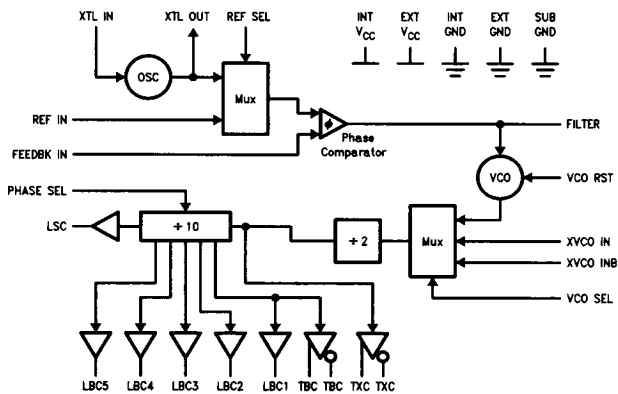 XTL IN
XTL OUT
REF SEL
INT
VCC
EXT
VCC
INT
GND
EXT
GND
SUB
GND
OSC
Mux
REF IN
FEEDBK IN
ϕ
Phase
Comparator
FILTER
VCO
VCO RST
PHASE SEL
LSC
÷ 10
÷ 2
Mux
XVCO IN
XVCO INB
VCO SEL
LBC5
LBC4
LBC3
LBC2
LBC1
TBC
TBC
TXC
TXC